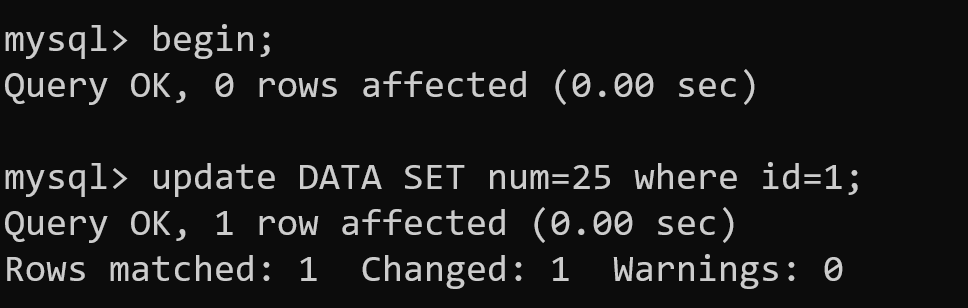 mysql> begin;
Query OK, 0 rows affected (0.00 sec)
mysql> update DATA SET num=25 where id=1;
Query OK, 1 row affected (0.00 sec)
Rows matched: 1  Changed: 1  Warnings: 0